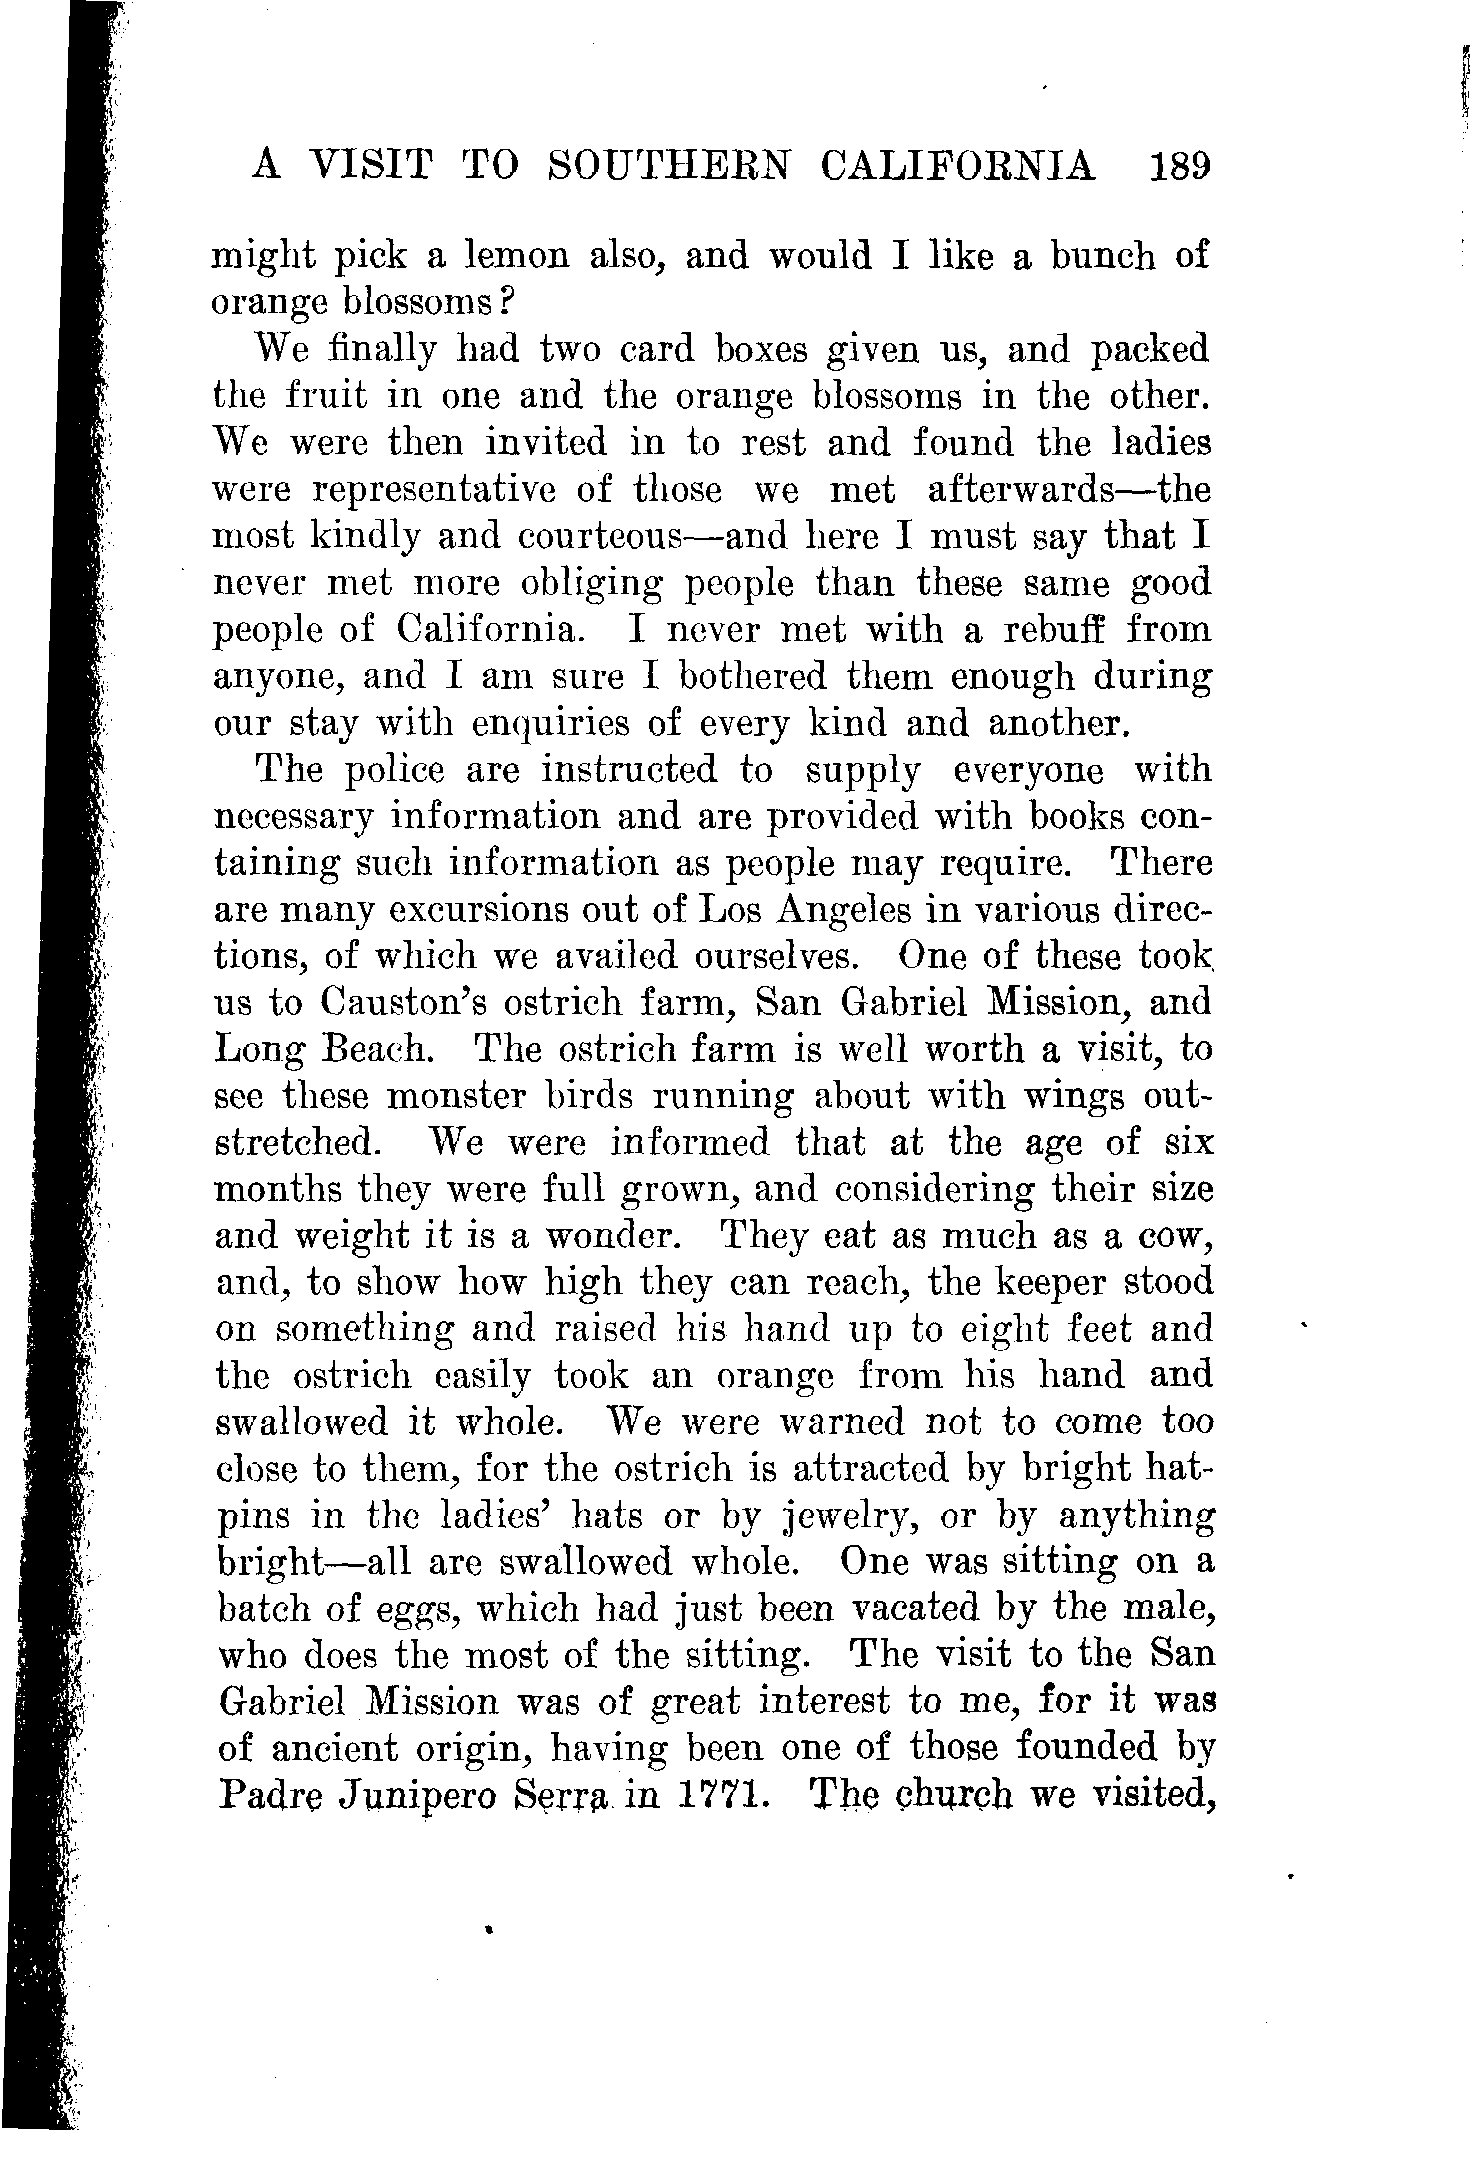 A VISIT TO SOUTHERN CALIFORNIA 189
might pick a lemon also, and would I like a bunch of
orange blossoms?
We finally had two card boxes given us, and packed
the fruit in one and the orange blossoms in the other.
We were then invited in to rest and found the ladies
were representative of those we met afterwards—the
most kindly and courteous—and here I must say that I
never met more obliging people than these same good
people of California. I never met with a rebuff from
anyone, and I am sure I bothered them enough during
our stay with enquiries of every kind and another.
The police are instructed to supply everyone with
necessary information and are provided with books con-
taining such information as people may require. There
are many excursions out of Los Angeles in various direc-
tions, of which we availed ourselves. One of these took
us to Causton's ostrich farm, San Gabriel Mission, and
Long Beach. The ostrich farm is well worth a visit, to
see these monster birds running about with wings out-
stretched. We were informed that at the age of six
months they were full grown, and considering their size
and weight it is a wonder. They eat as much as a cow,
and, to show how high they can reach, the keeper stood
on something and raised his hand up to eight feet and
the ostrich easily took an orange from his hand and
swallowed it whole. We were warned not to come too
close to them, for the ostrich is attracted by bright hat-
pins in the ladies' hats or by jewelry, or by anything
bright—all are swallowed whole. One was sitting on a
batch of eggs, which had just been vacated by the male,
who does the most of the sitting. The visit to the San
Gabriel Mission was of great interest to me, for it was
of ancient origin, having been one of those founded by
Padre Junipero Serra in 1771. The church we visited,